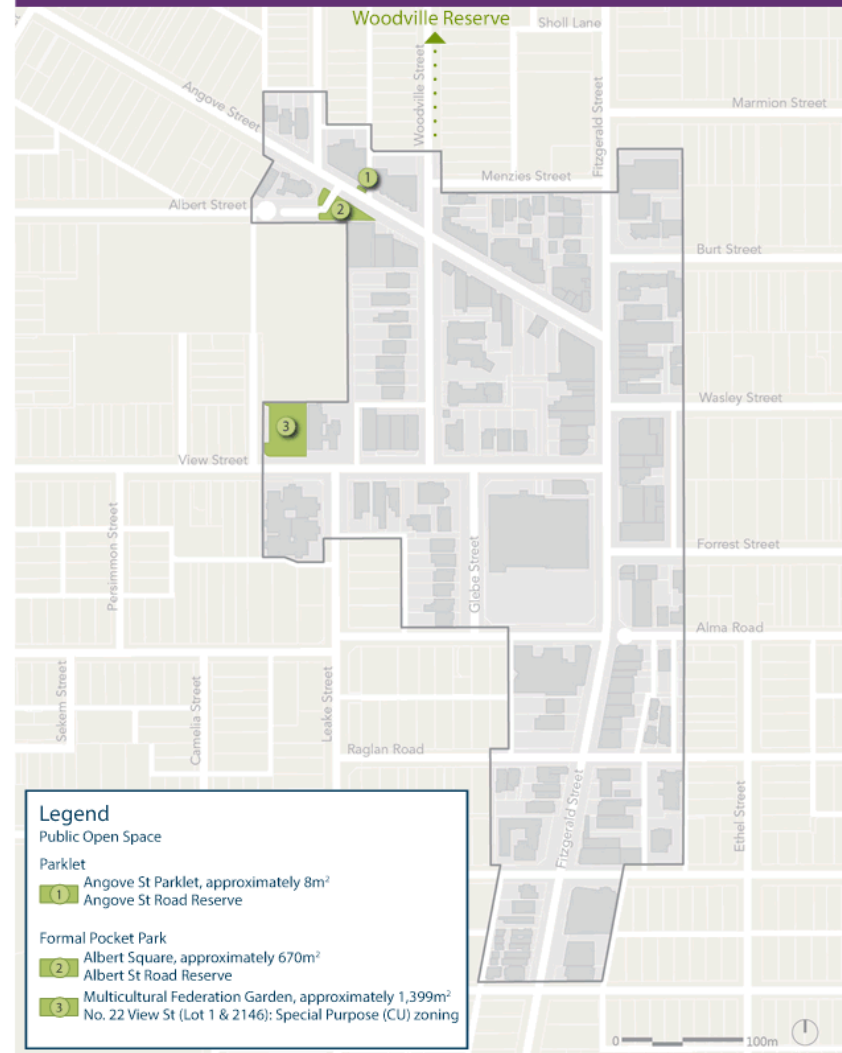 Woodville Reserve
Sholl Lane
Woodville Street
Fitzgerald Street
Angove Street
Marmion Street
1
Menzies Street
Albert Street
2
Burt Street
Wasley Street
3
View Street
Persimmon Street
Glebe Street
Forrest Street
Alma Road
Sekem Street
Camelia Street
Leake Street
Raglan Road
Fitzgerald Street
Ethel Street
Legend
Public Open Space
Parklet
1 Angove St Parklet, approximately 8m²
Angove St Road Reserve
Formal Pocket Park
2 Albert Square, approximately 670m²
Albert St Road Reserve
3 Multicultural Federation Garden, approximately 1,399m²
No. 22 View St (Lot 1 & 2146): Special Purpose (CU) zoning
0 100m